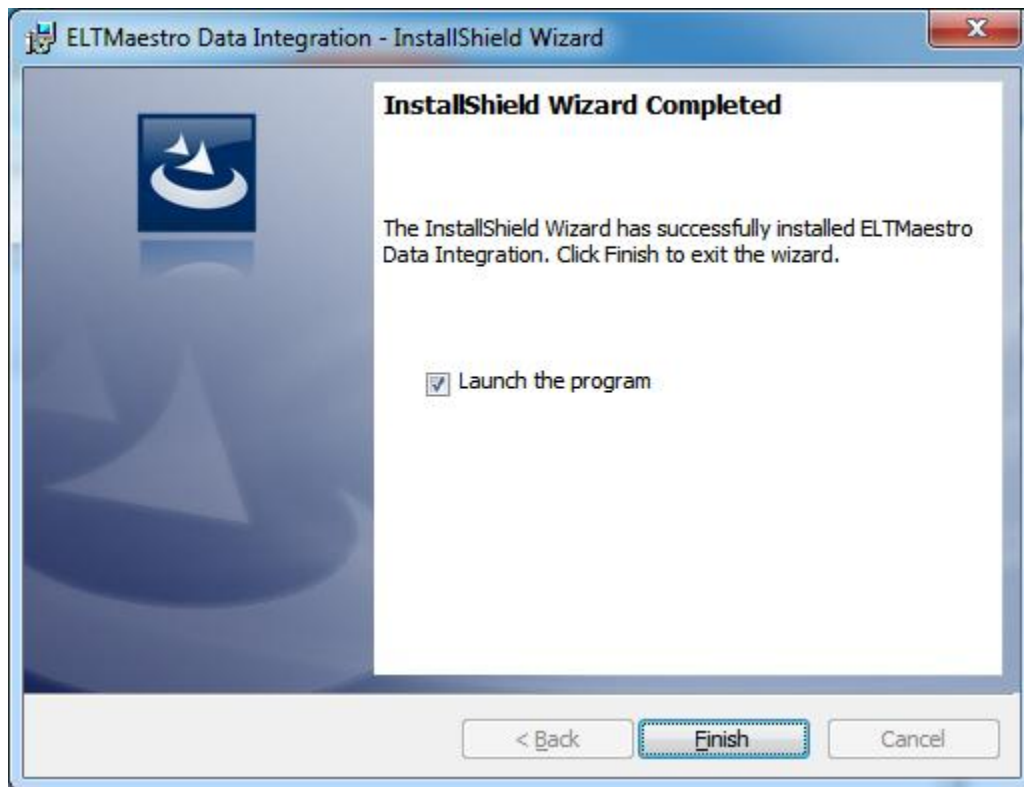 ELTMaestro Data Integration - InstallShield Wizard
InstallShield Wizard Completed
The InstallShield Wizard has successfully installed ELTMaestro
Data Integration. Click Finish to exit the wizard.
Launch the program
< Back Finish Cancel